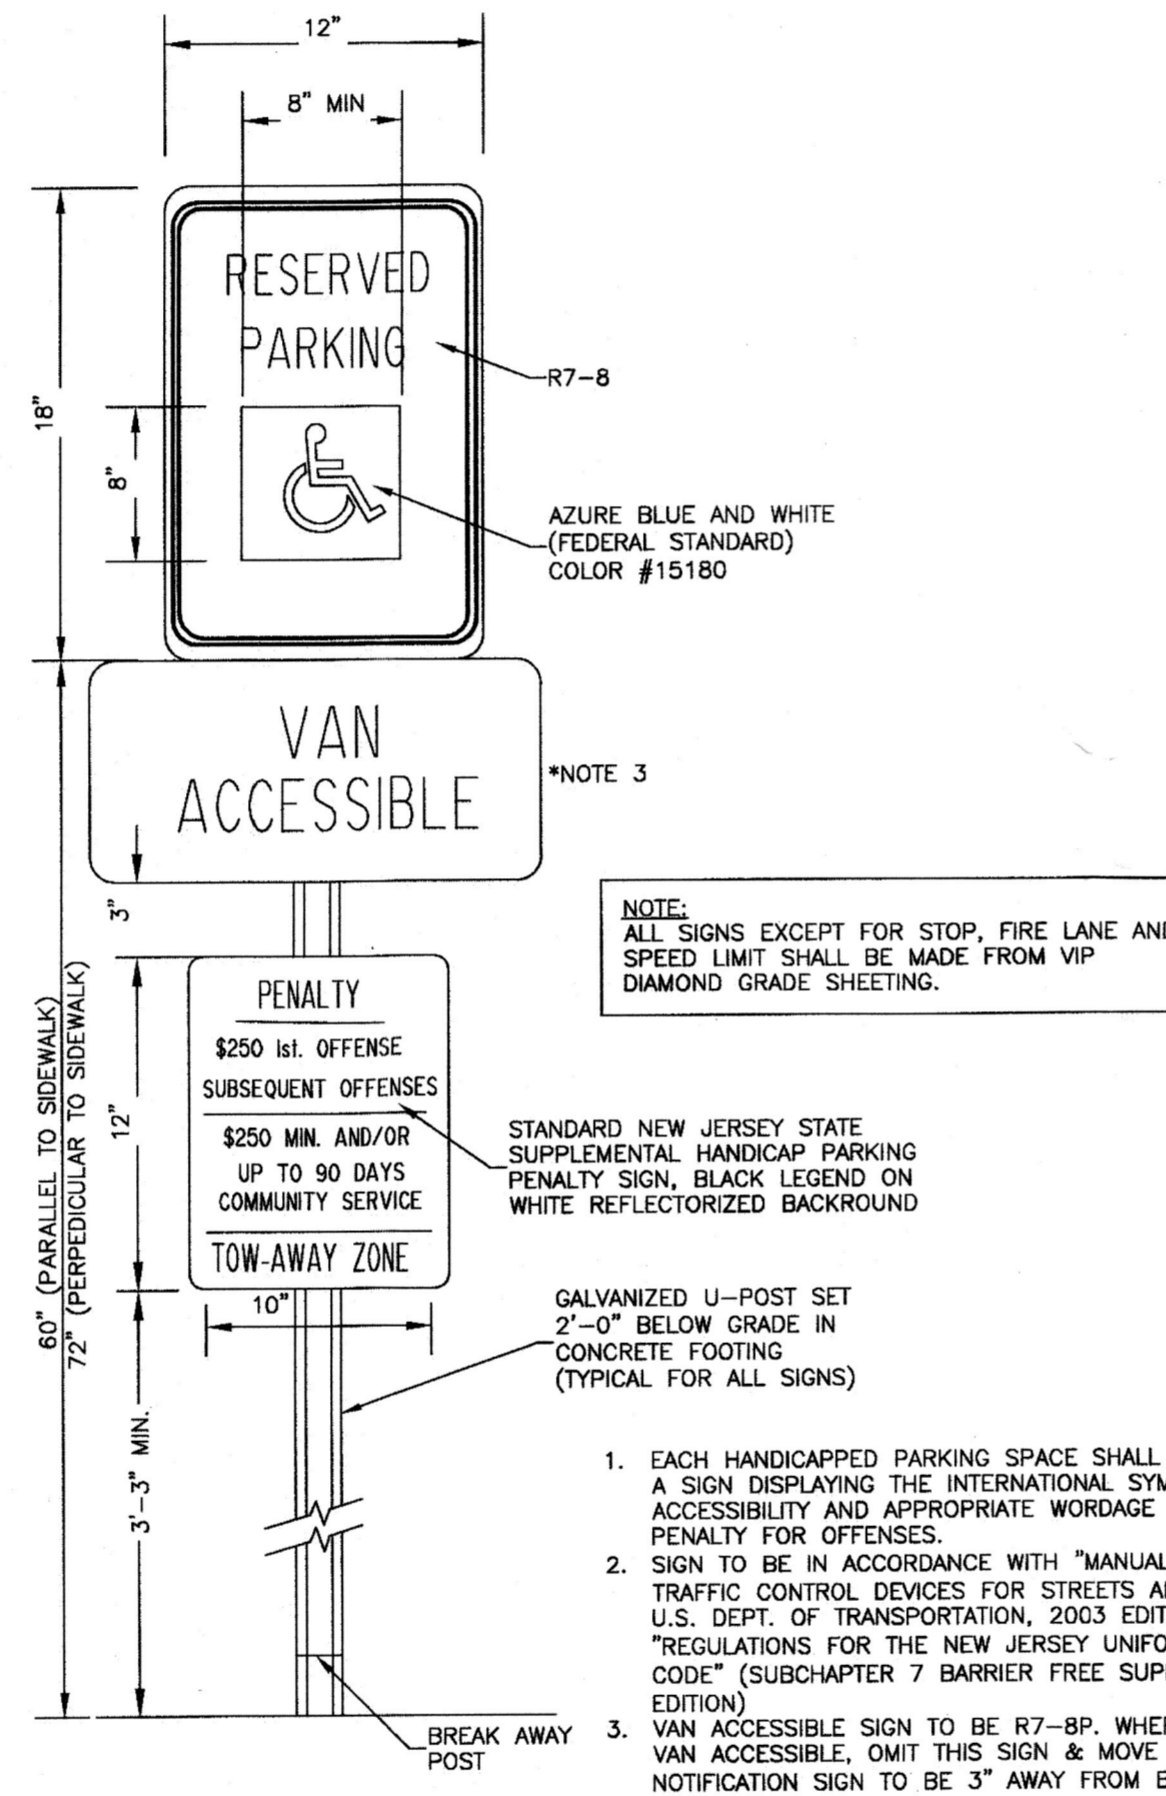 12"
8" MIN
RESERVED
PARKING
R7-8
18"
8"
AZURE BLUE AND WHITE
(FEDERAL STANDARD)
COLOR #15180
VAN
ACCESSIBLE
*NOTE 3
3"
NOTE:
ALL SIGNS EXCEPT FOR STOP, FIRE LANE AND
SPEED LIMIT SHALL BE MADE FROM VIP
DIAMOND GRADE SHEETING.
PENALTY
$250 1st. OFFENSE
SUBSEQUENT OFFENSES
$250 MIN. AND/OR
UP TO 90 DAYS
COMMUNITY SERVICE
TOW-AWAY ZONE
12"
60" (PARALLEL TO SIDEWALK)
72" (PERPEDICULAR TO SIDEWALK)
STANDARD NEW JERSEY STATE
SUPPLEMENTAL HANDICAP PARKING
PENALTY SIGN, BLACK LEGEND ON
WHITE REFLECTORIZED BACKROUND
10"
GALVANIZED U-POST SET
2'-0" BELOW GRADE IN
CONCRETE FOOTING
(TYPICAL FOR ALL SIGNS)
3'-3" MIN.
BREAK AWAY
POST
1. EACH HANDICAPPED PARKING SPACE SHALL
A SIGN DISPLAYING THE INTERNATIONAL SYM
ACCESSIBILITY AND APPROPRIATE WORDAGE
PENALTY FOR OFFENSES.
2. SIGN TO BE IN ACCORDANCE WITH "MANUAL
TRAFFIC CONTROL DEVICES FOR STREETS
U.S. DEPT. OF TRANSPORTATION, 2003 EDIT
"REGULATIONS FOR THE NEW JERSEY UNIFO
CODE" (SUBCHAPTER 7 BARRIER FREE SUP
EDITION)
3. VAN ACCESSIBLE SIGN TO BE R7-8P. WHE
VAN ACCESSIBLE, OMIT THIS SIGN & MOVE
NOTIFICATION SIGN TO BE 3" AWAY FROM